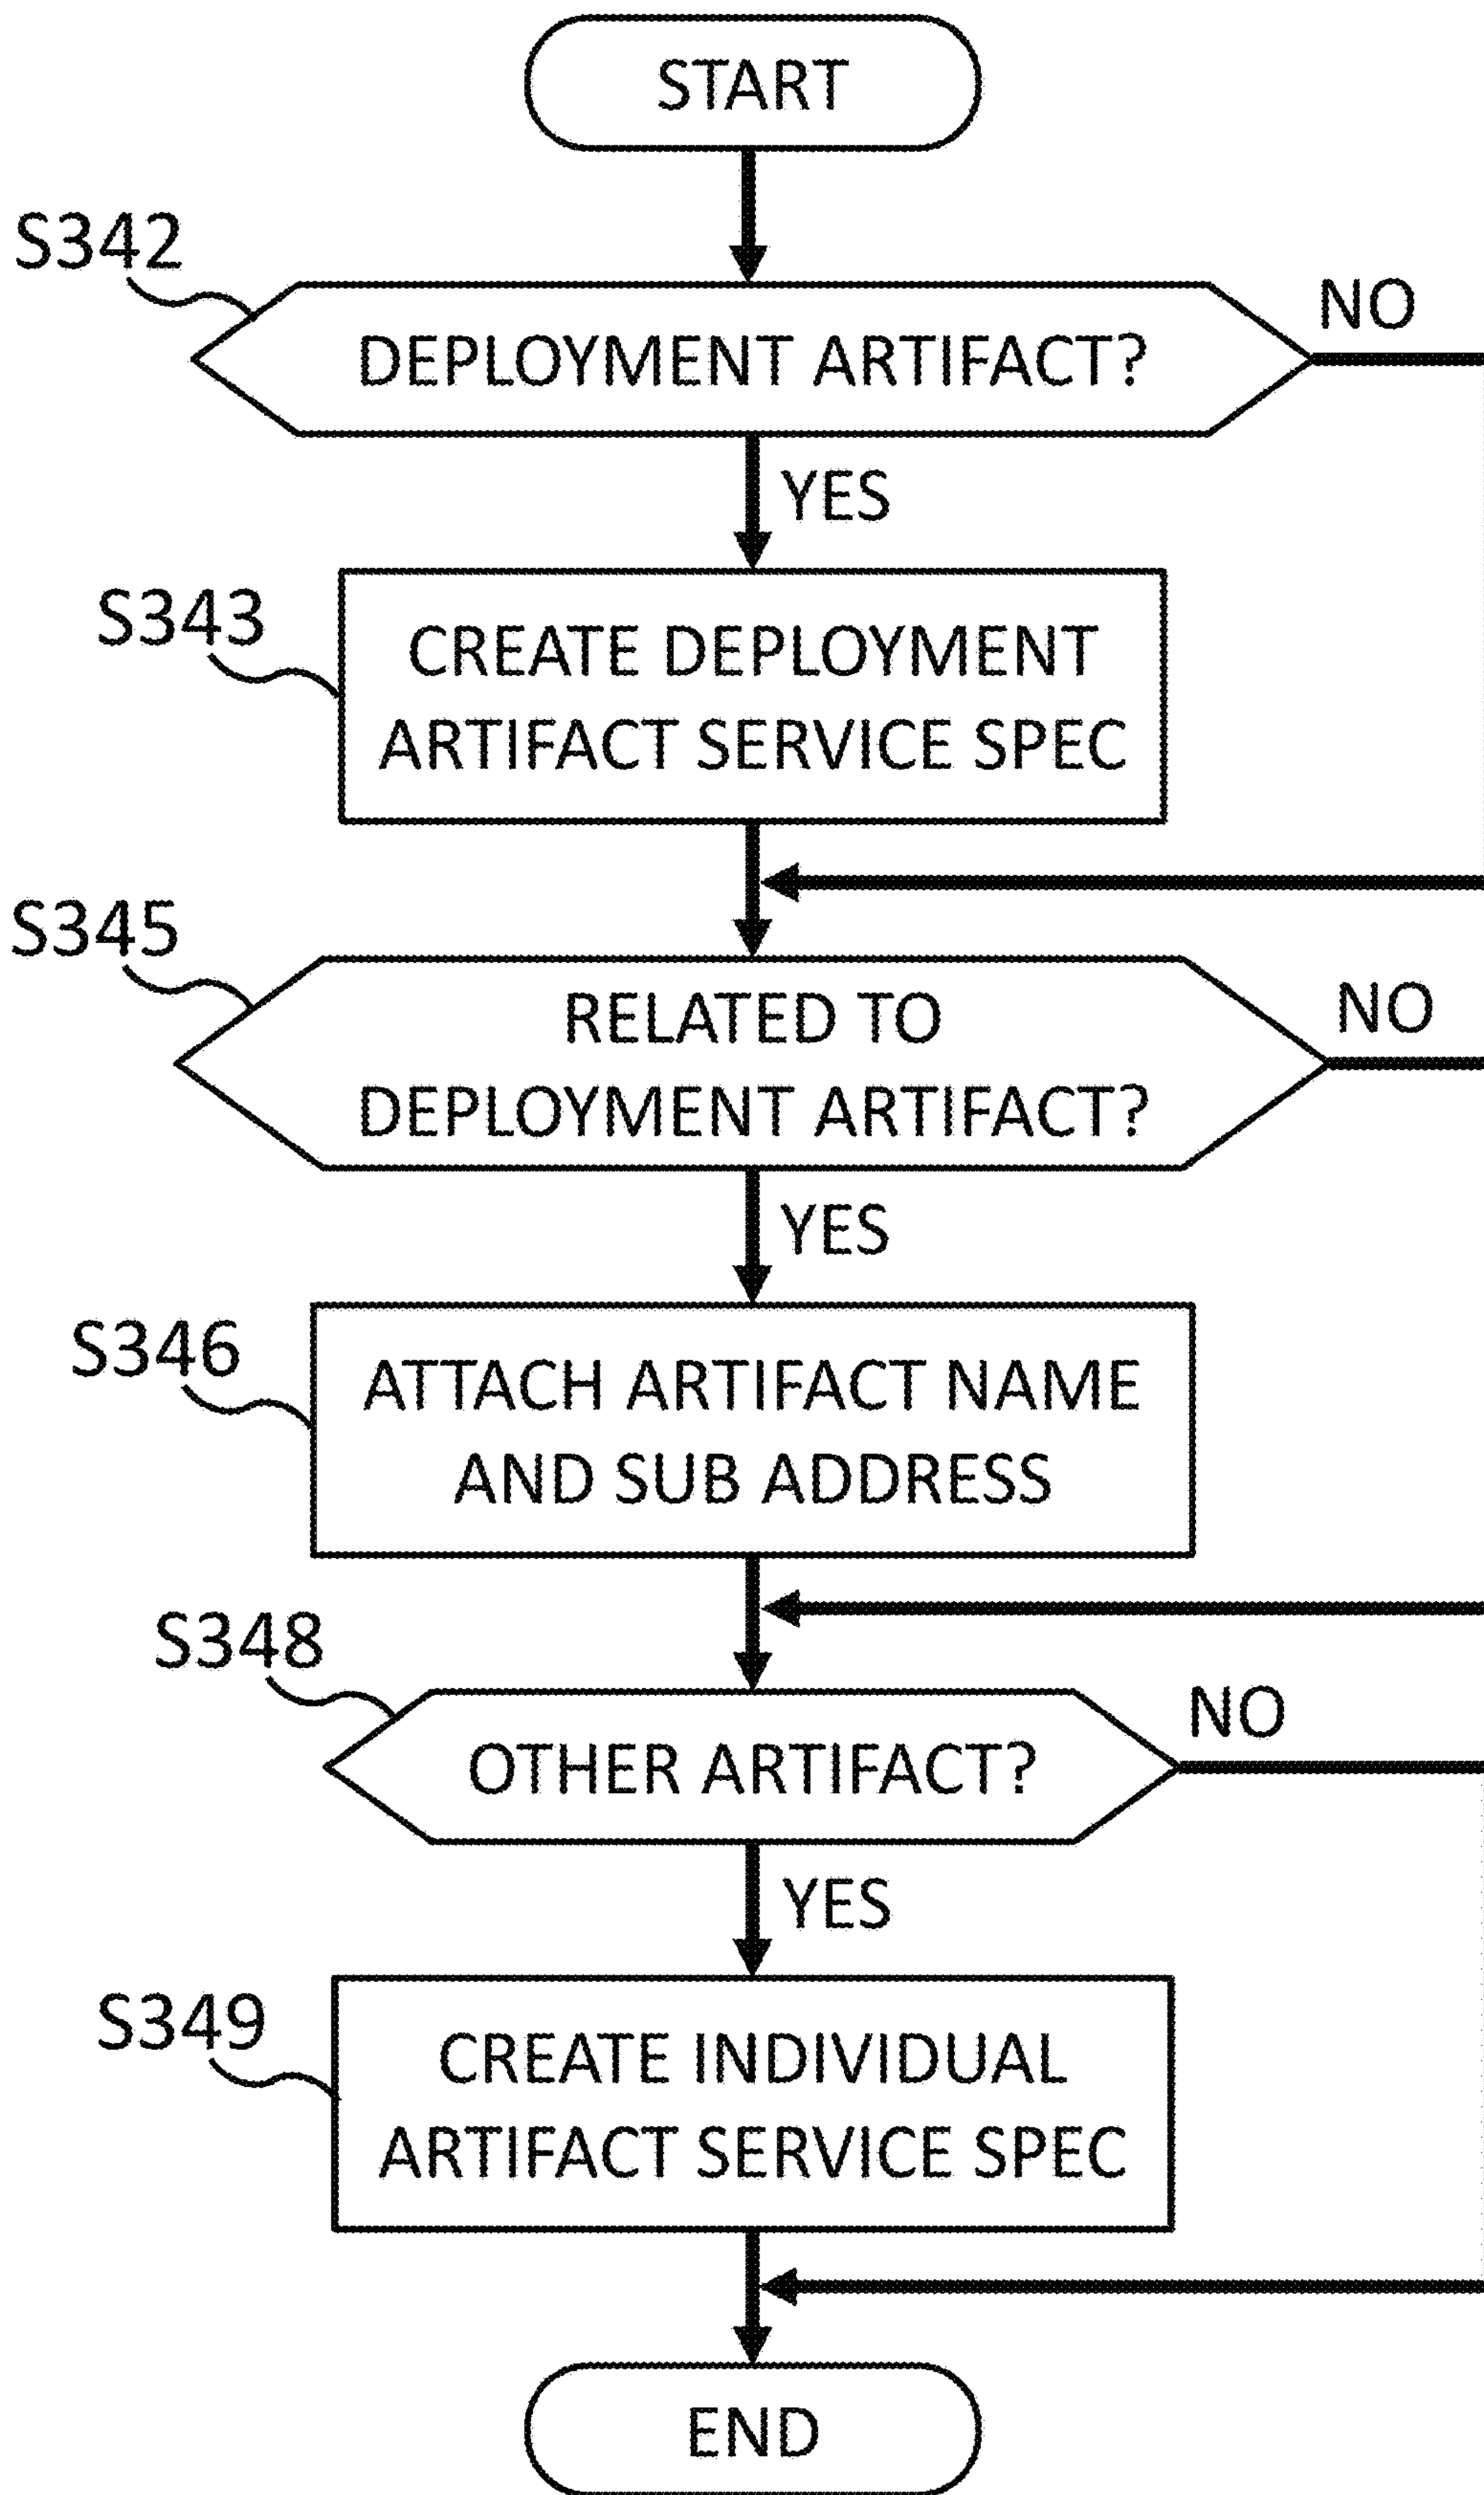 START
S342
NO
DEPLOYMENT ARTIFACT?
YES
S343
CREATE DEPLOYMENT
ARTIFACT SERVICE SPEC
S345
RELATED TO
NO
DEPLOYMENT ARTIFACT?
YES
S346
ATTACH ARTIFACT NAME
AND SUB ADDRESS
S348
NO
OTHER ARTIFACT?
YES
S349
CREATE INDIVIDUAL
ARTIFACT SERVICE SPEC
END